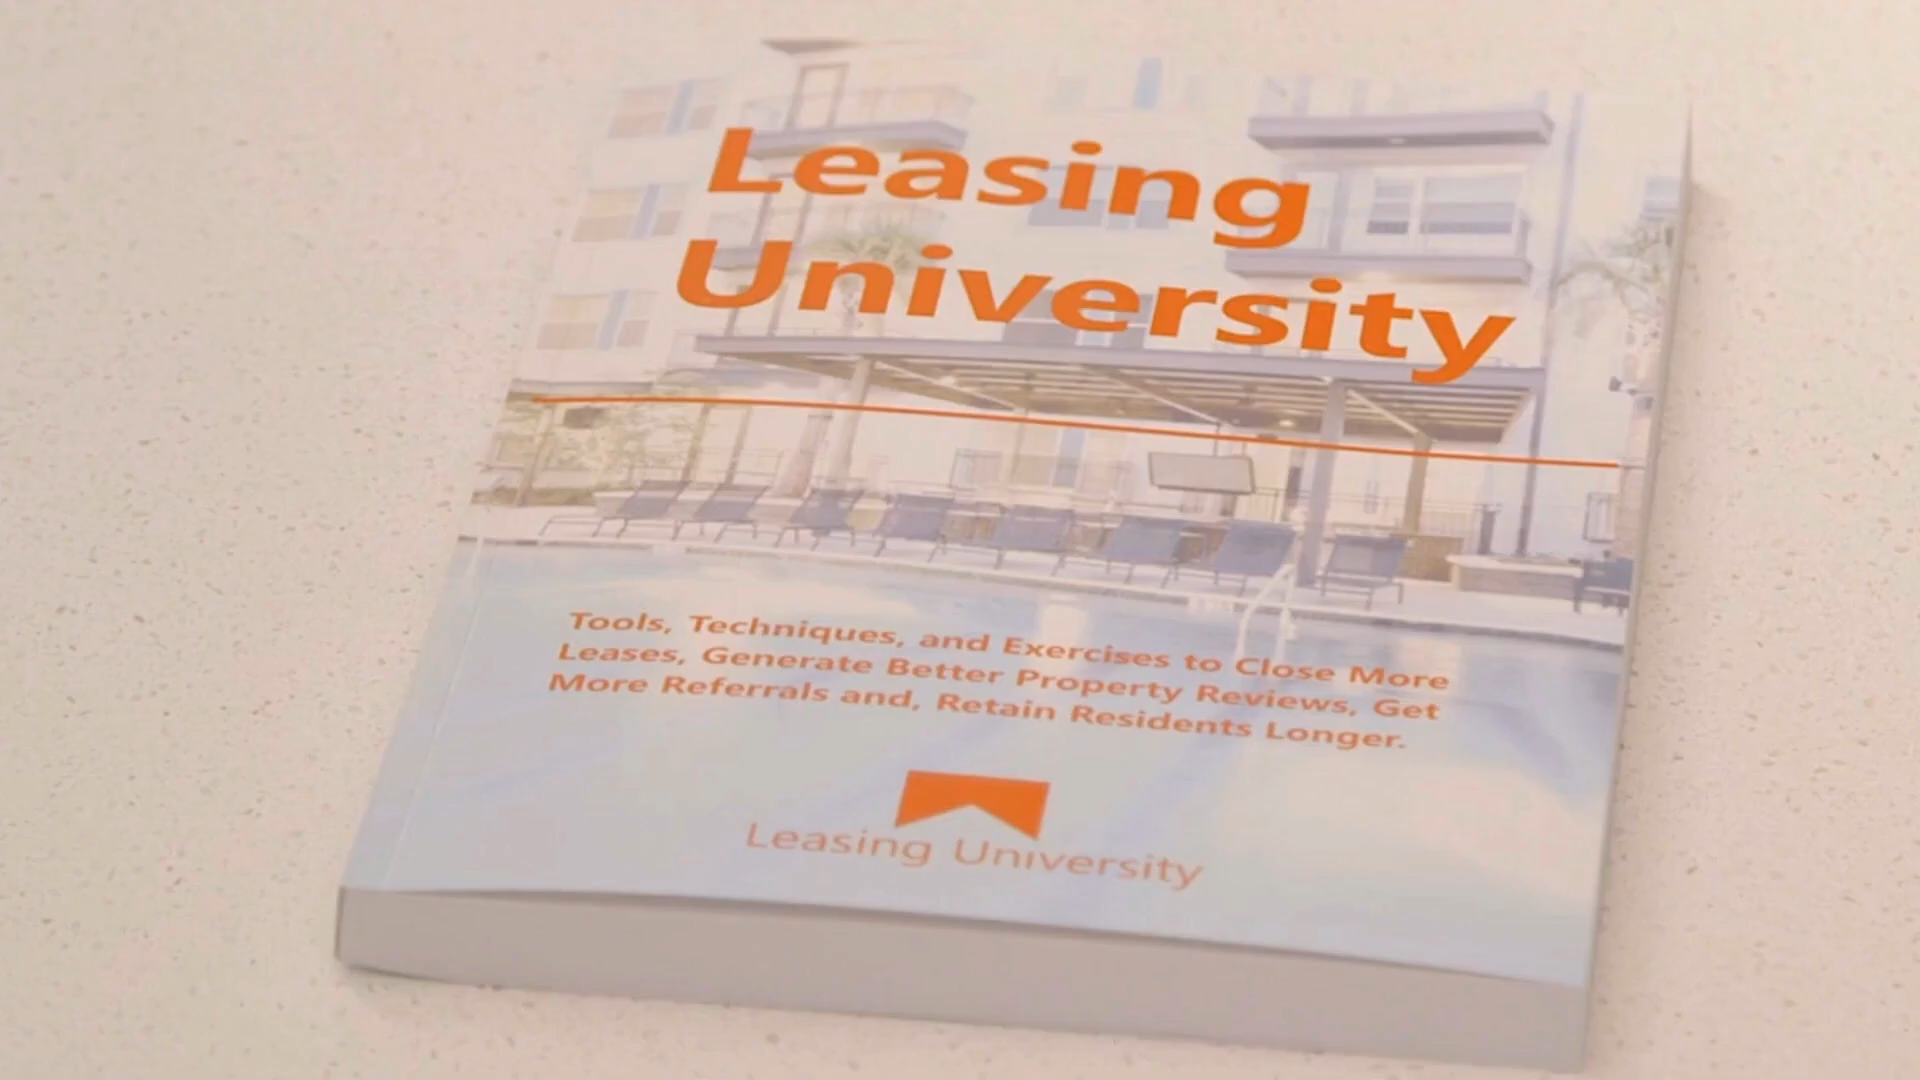 Leasing
University
Tools, Techniques, and Exercises to Close More
Leases, Generate Better Property Reviews, Get
More Referrals and, Retain Residents Longer.
Leasing University